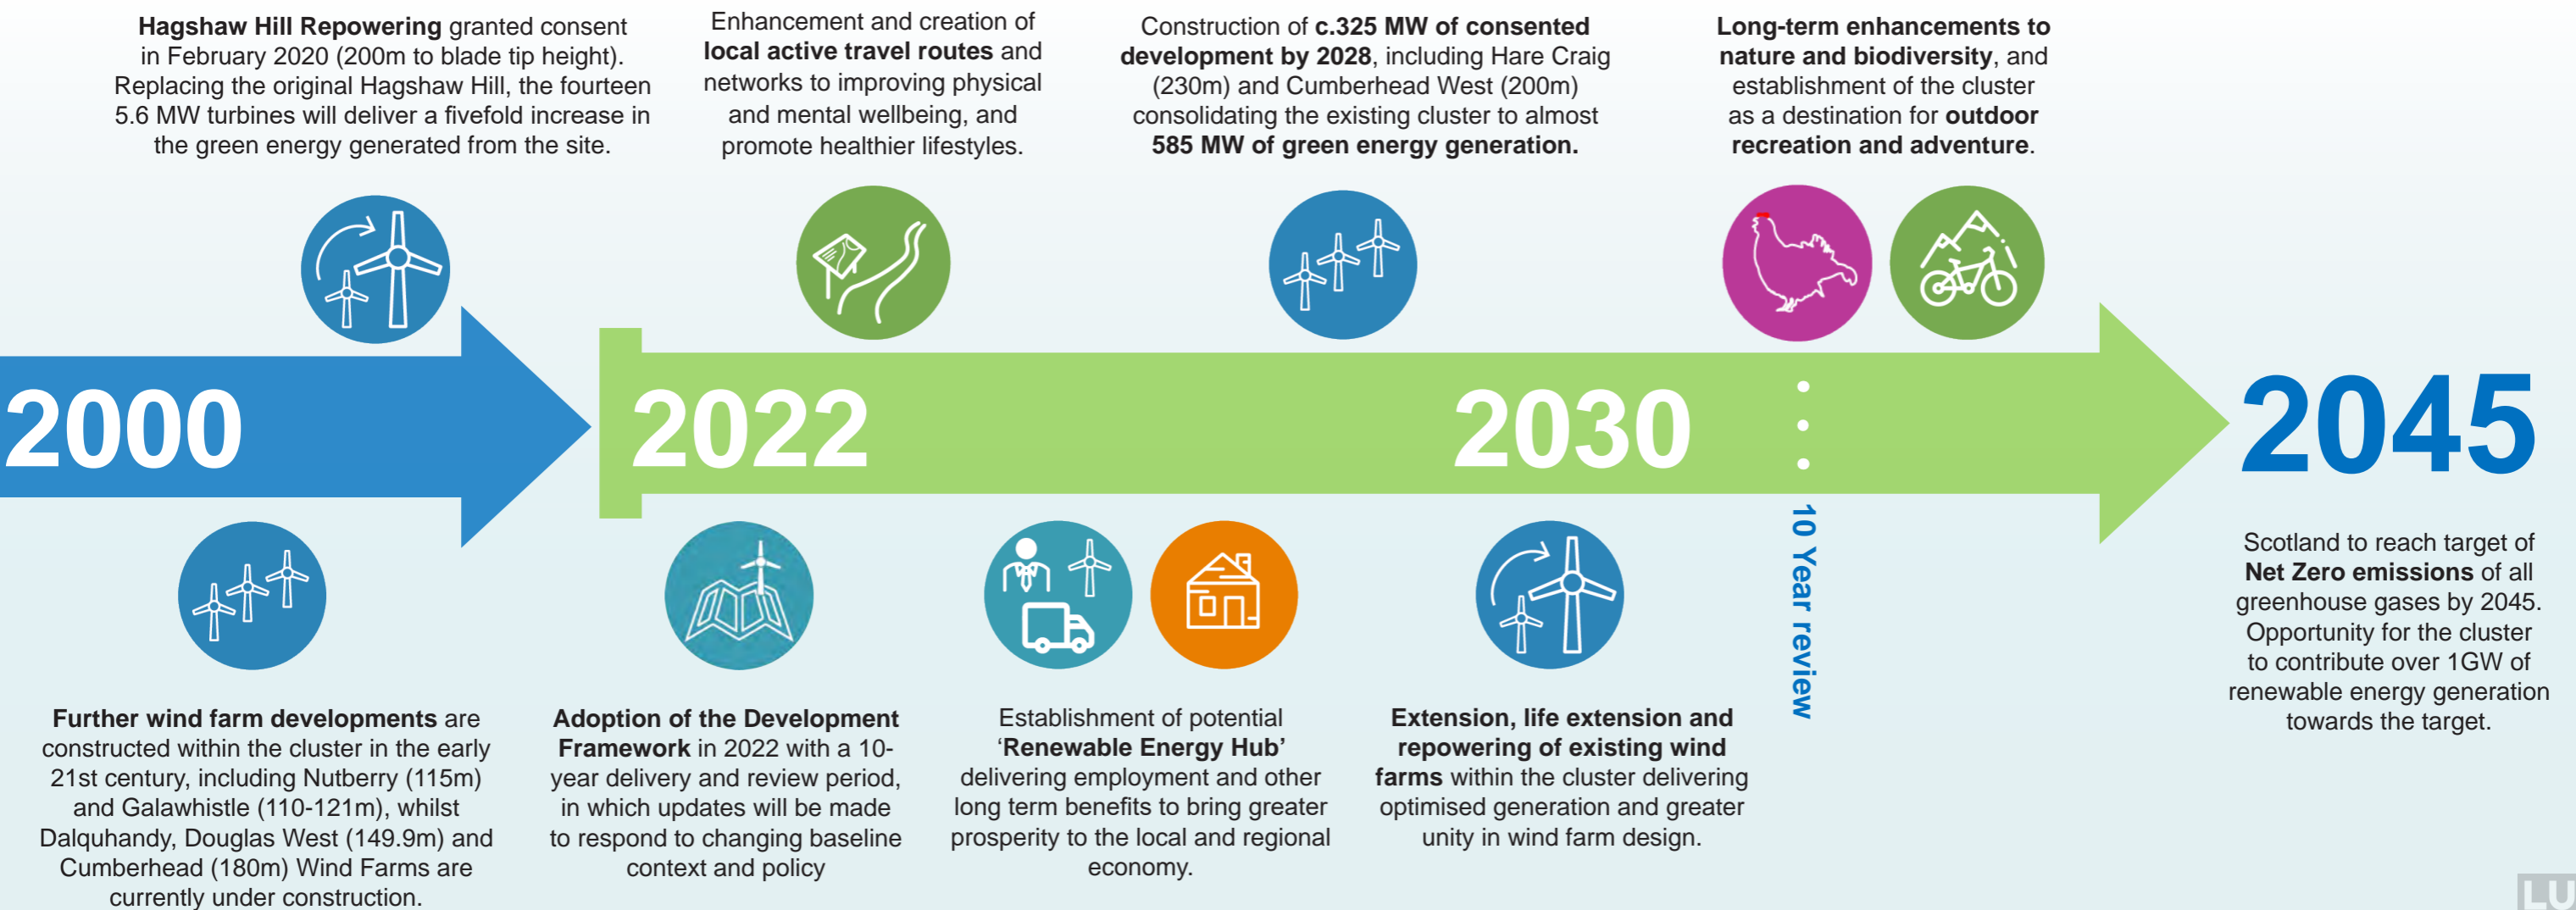 Hagshaw Hill Repowering granted consent
in February 2020 (200m to blade tip height).
Replacing the original Hagshaw Hill, the fourteen
5.6 MW turbines will deliver a fivefold increase in
the green energy generated from the site.
Enhancement and creation of
local active travel routes and
networks to improving physical
and mental wellbeing, and
promote healthier lifestyles.
Construction of c.325 MW of consented
development by 2028, including Hare Craig
(230m) and Cumberhead West (200m)
consolidating the existing cluster to almost
585 MW of green energy generation.
Long-term enhancements to
nature and biodiversity, and
establishment of the cluster
as a destination for outdoor
recreation and adventure.
2000
2022
2030
2045
10 Year review
Further wind farm developments are
constructed within the cluster in the early
21st century, including Nutberry (115m)
and Galawhistle (110-121m), whilst
Dalquhandy, Douglas West (149.9m) and
Cumberhead (180m) Wind Farms are
currently under construction.
Adoption of the Development
Framework in 2022 with a 10-
year delivery and review period,
in which updates will be made
to respond to changing baseline
context and policy
Establishment of potential
‘Renewable Energy Hub’
delivering employment and other
long term benefits to bring greater
prosperity to the local and regional
economy.
Extension, life extension and
repowering of existing wind
farms within the cluster delivering
optimised generation and greater
unity in wind farm design.
Scotland to reach target of
Net Zero emissions of all
greenhouse gases by 2045.
Opportunity for the cluster
to contribute over 1GW of
renewable energy generation
towards the target.
LU